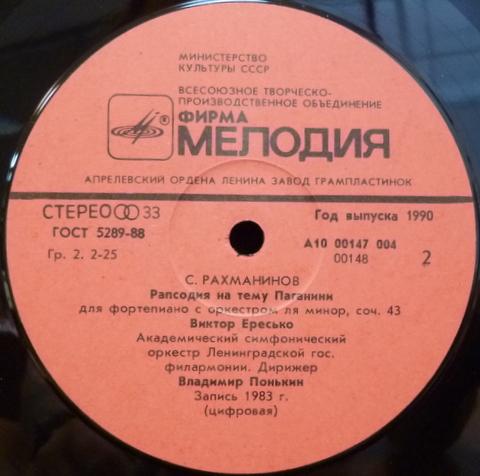 МИНИСТЕРСТВО
КУЛЬТУРЫ СССР
ВСЕСОЮЗНОЕ ТВОРЧЕСКО-
ПРОИЗВОДСТВЕННОЕ ОБЪЕДИНЕНИЕ
ФИРМА
МЕЛОДИЯ
АПРЕЛЕВСКИЙ ОРДЕНА ЛЕНИНА ЗАВОД ГРАМПЛАСТИНОК
СТЕРЕО 33
ГОСТ 5289-88
Гр. 2. 2-25
Год выпуска 1990
А10 00147 004
00148 2
С. РАХМАНИНОВ
Рапсодия на тему Паганини
для фортепиано с оркестром ля минор, соч. 43
Виктор Ересько
Академический симфонический
оркестр Ленинградской гос.
филармонии. Дирижер
Владимир Понькин
Запись 1983 г.
(цифровая)